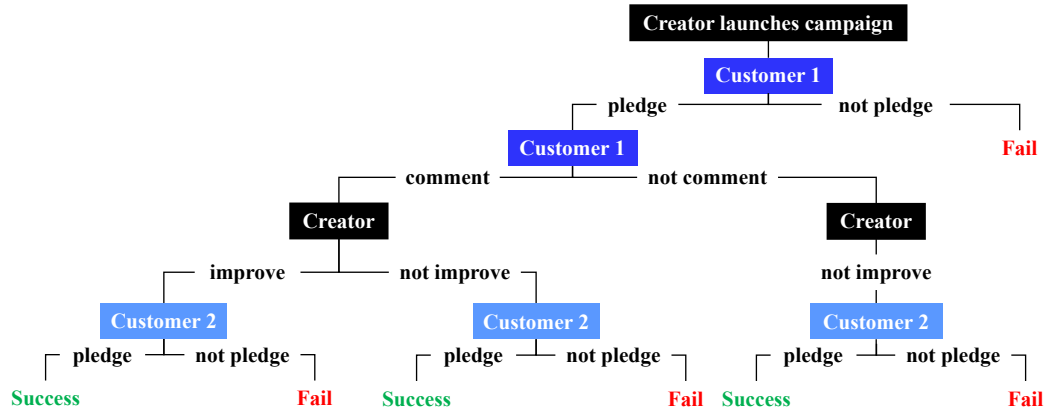 Creator launches campaign
Customer 1
pledge not pledge
Customer 1 Fail
comment not comment
Creator Creator
improve not improve not improve
Customer 2 Customer 2 Customer 2
pledge not pledge pledge not pledge pledge not pledge
Success Fail Success Fail Success Fail